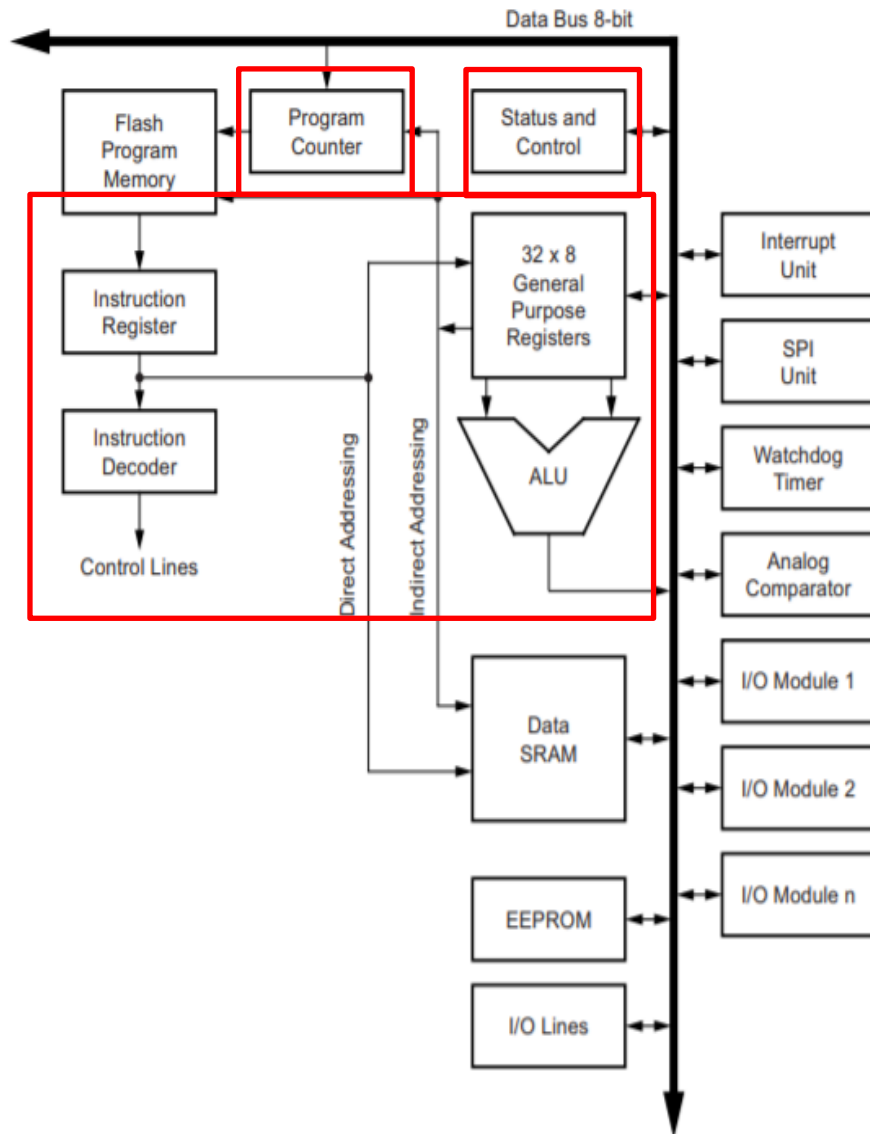 Data Bus 8-bit
Flash
Program
Memory
Program
Counter
Status and
Control
Instruction
Register
Instruction
Decoder
Control Lines
Direct Addressing
Indirect Addressing
32 x 8
General
Purpose
Registers
ALU
Data
SRAM
EEPROM
I/O Lines
Interrupt
Unit
SPI
Unit
Watchdog
Timer
Analog
Comparator
I/O Module 1
I/O Module 2
I/O Module n